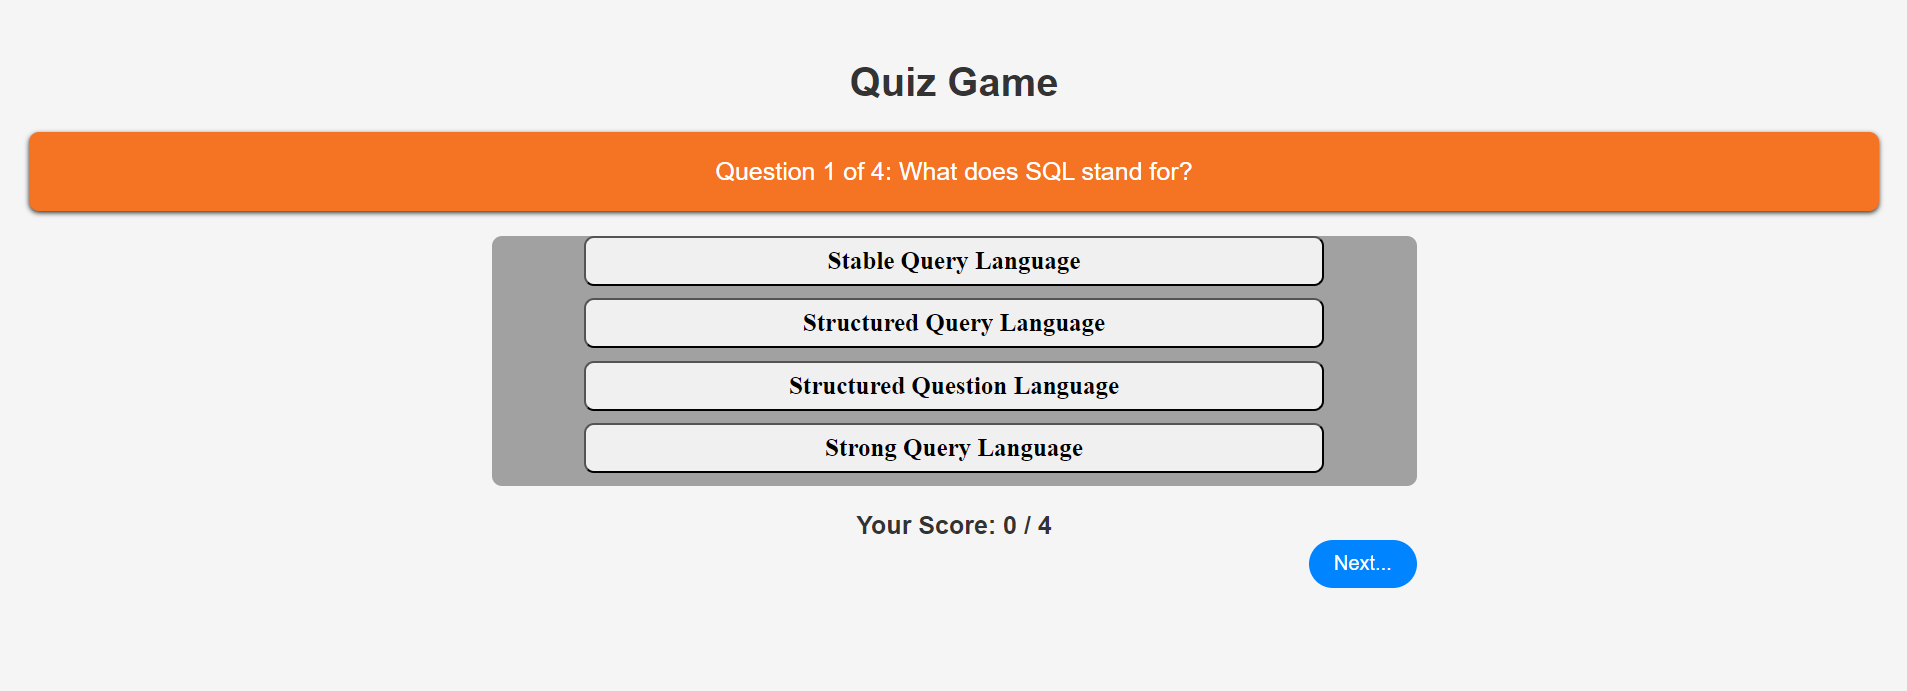 Quiz Game
Question 1 of 4: What does SQL stand for?
Stable Query Language
Structured Query Language
Structured Question Language
Strong Query Language
Your Score: 0 / 4
Next...